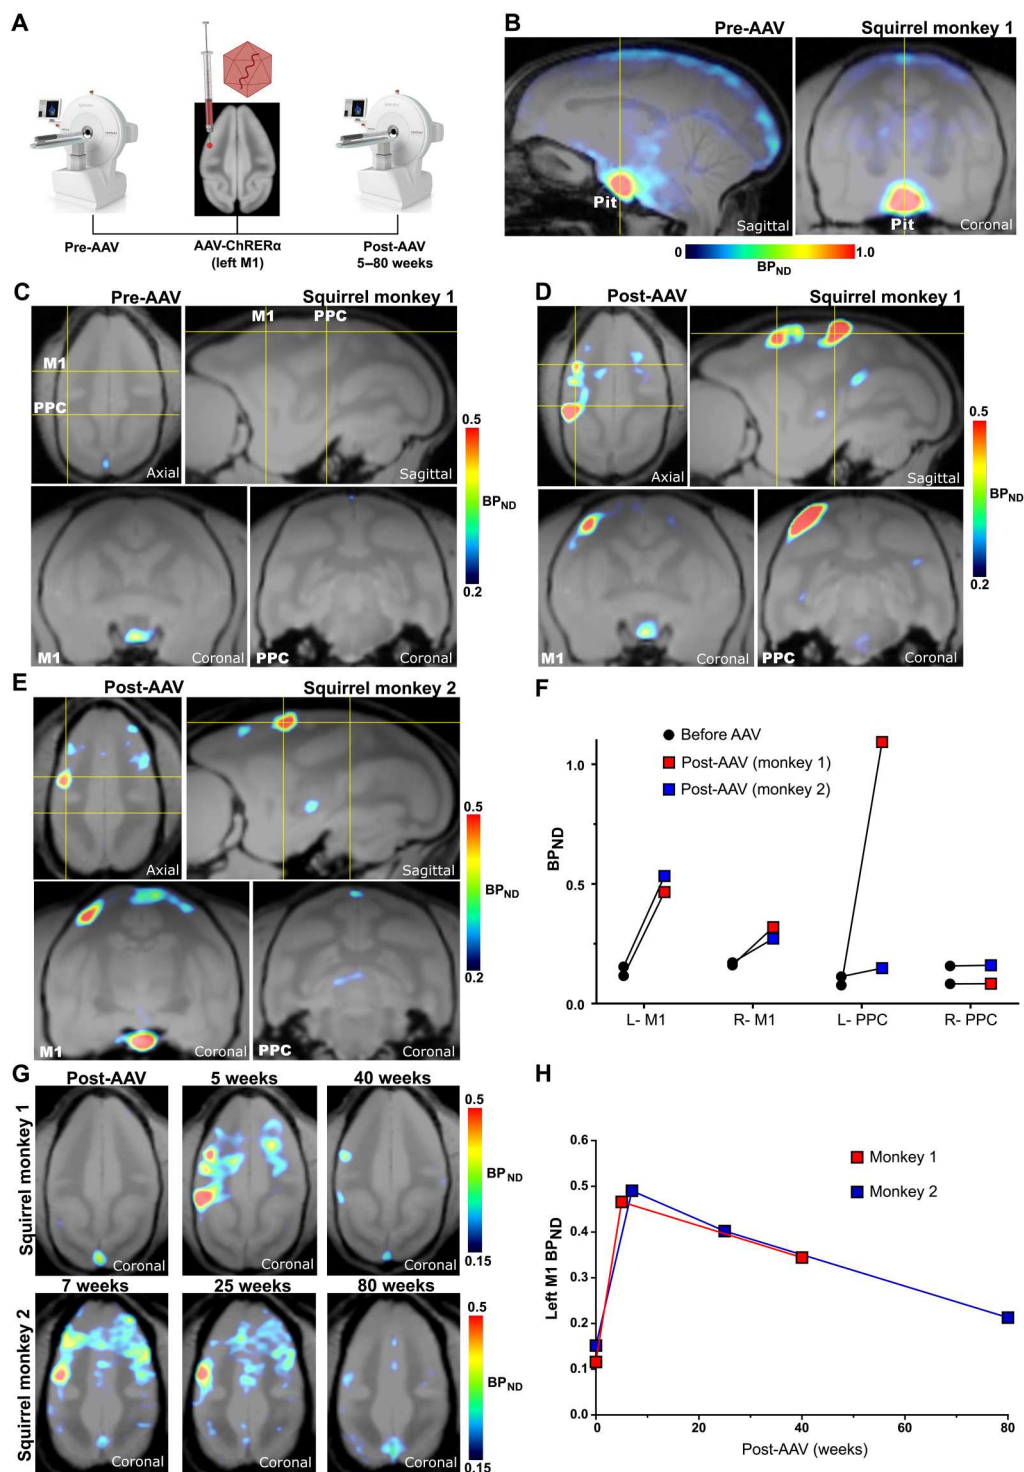 A
Pre-AAV
AAV-ChRERα
(left M1)
Post-AAV
5–80 weeks
B
Pre-AAV
Squirrel monkey 1
Pit
Sagittal
Pit
Coronal
0
1.0
BPND
C
Pre-AAV
Squirrel monkey 1
M1
PPC
Axial
M1
PPC
Sagittal
M1
Coronal
PPC
Coronal
0.5
BPND
0.2
D
Post-AAV
Squirrel monkey 1
Axial
Sagittal
M1
Coronal
PPC
Coronal
0.5
BPND
0.2
E
Post-AAV
Squirrel monkey 2
Axial
Sagittal
M1
Coronal
PPC
Coronal
0.5
BPND
0.2
F
Before AAV
Post-AAV (monkey 1)
Post-AAV (monkey 2)
BPND
1.0
0.5
0.0
L- M1
R- M1
L- PPC
R- PPC
G
Post-AAV
5 weeks
40 weeks
Squirrel monkey 1
Coronal
Coronal
Coronal
0.5
BPND
0.15
7 weeks
25 weeks
80 weeks
Squirrel monkey 2
Coronal
Coronal
Coronal
0.5
BPND
0.15
H
Monkey 1
Monkey 2
Left M1 BPND
0.6
0.5
0.4
0.3
0.2
0.1
0.0
0
20
40
60
80
Post-AAV (weeks)